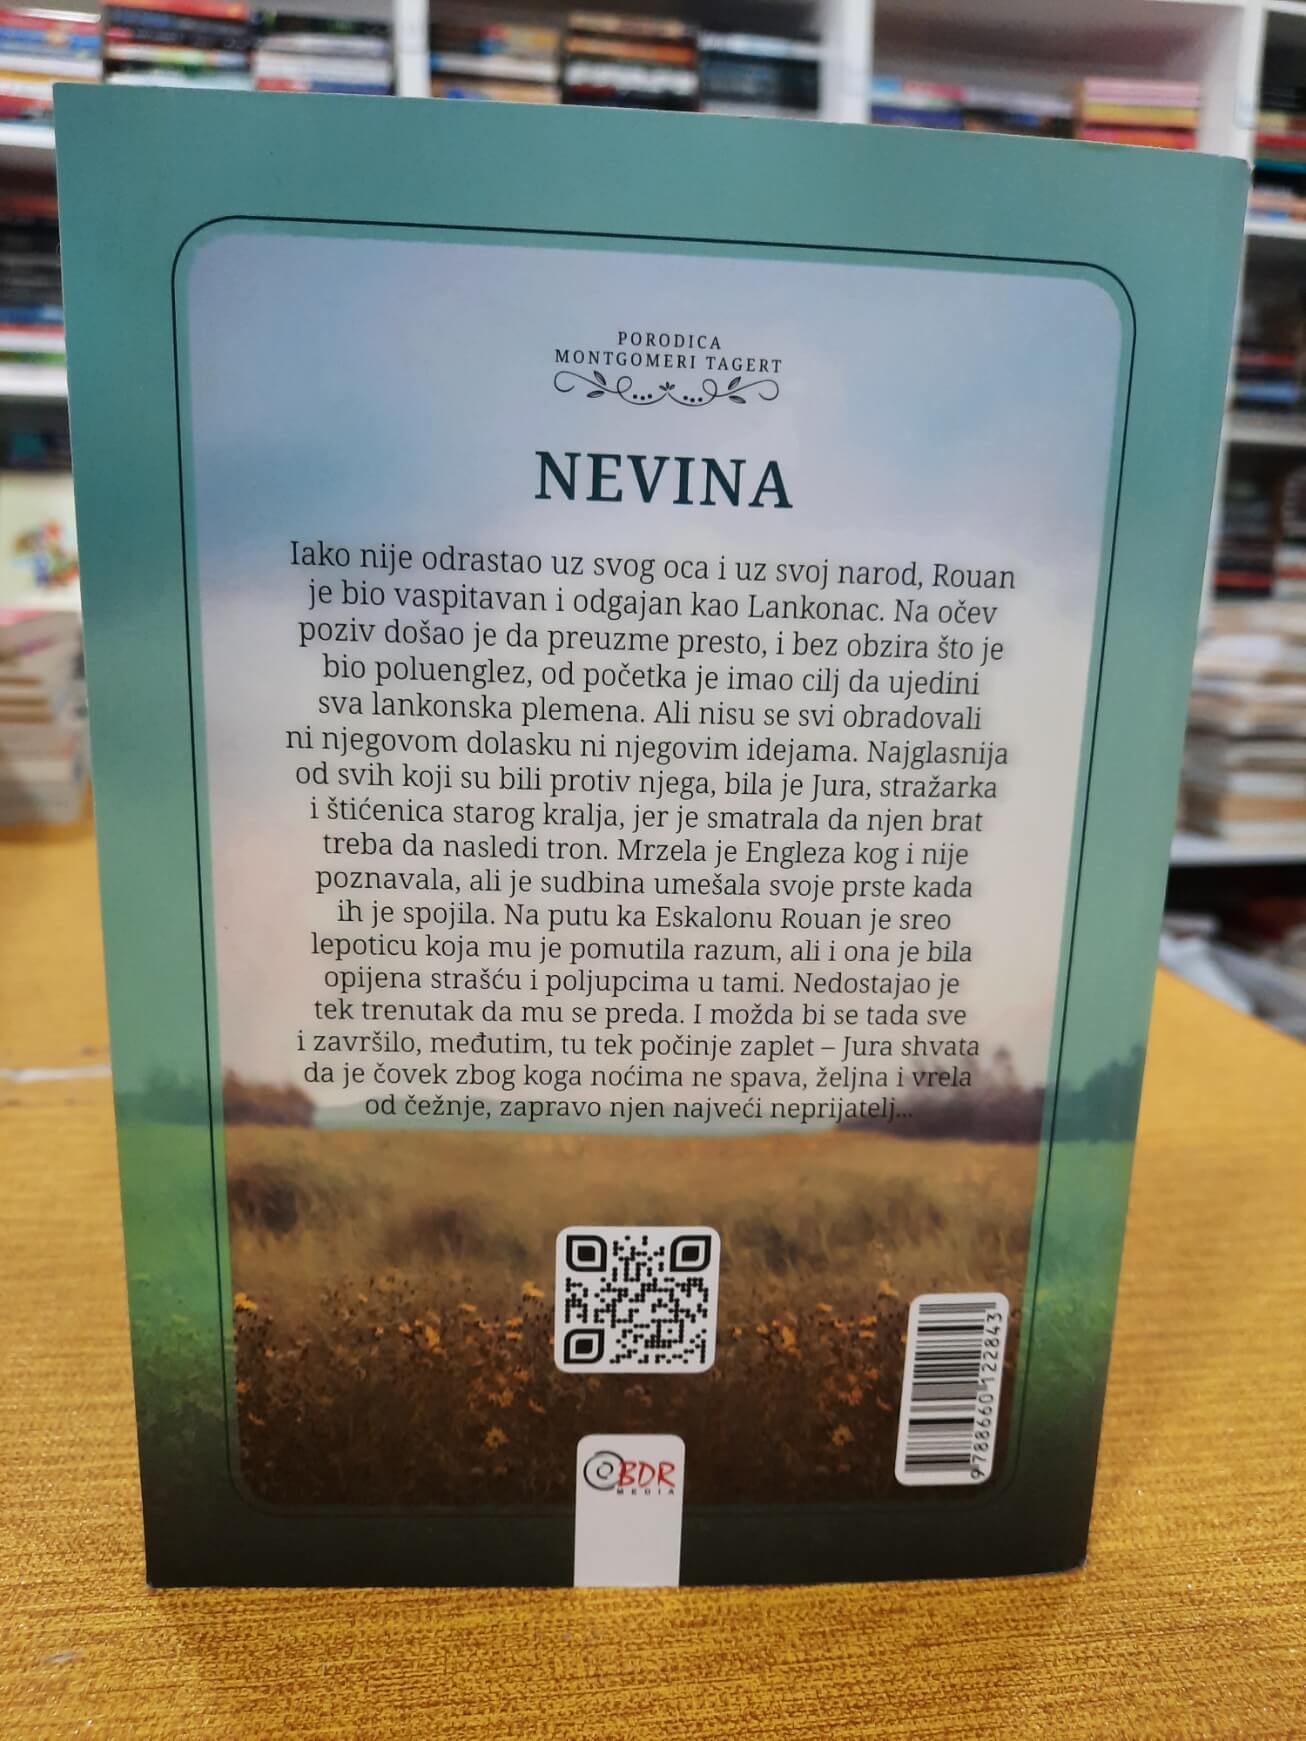 PORODICA
MONTGOMERI TAGERT
NEVINA
Iako nije odrastao uz svog oca i uz svoj narod, Rouan
je bio vaspitavan i odgajan kao Lankonac. Na očev
poziv došao je da preuzme presto, i bez obzira što je
bio poluenglez, od početka je imao cilj da ujedini
sva lankonska plemena. Ali nisu se svi obradovali
ni njegovom dolasku ni njegovim idejama. Najglasnija
od svih koji su bili protiv njega, bila je Jura, stražarka
i štićenica starog kralja, jer je smatrala da njen brat
treba da nasledi tron. Mrzela je Engleza kog i nije
poznavala, ali je sudbina umešala svoje prste kada
ih je spojila. Na putu ka Eskalonu Rouan je sreo
lepoticu koja mu je pomutila razum, ali i ona je bila
opijena strašću i poljupcima u tami. Nedostajao je
tek trenutak da mu se preda. I možda bi se tada sve
i završilo, međutim, tu tek počinje zaplet – Jura shvata
da je čovek zbog koga noćima ne spava, željna i vrela
od čežnje, zapravo njen najveći neprijatelj...
9788660122843
BDR
MEDIA